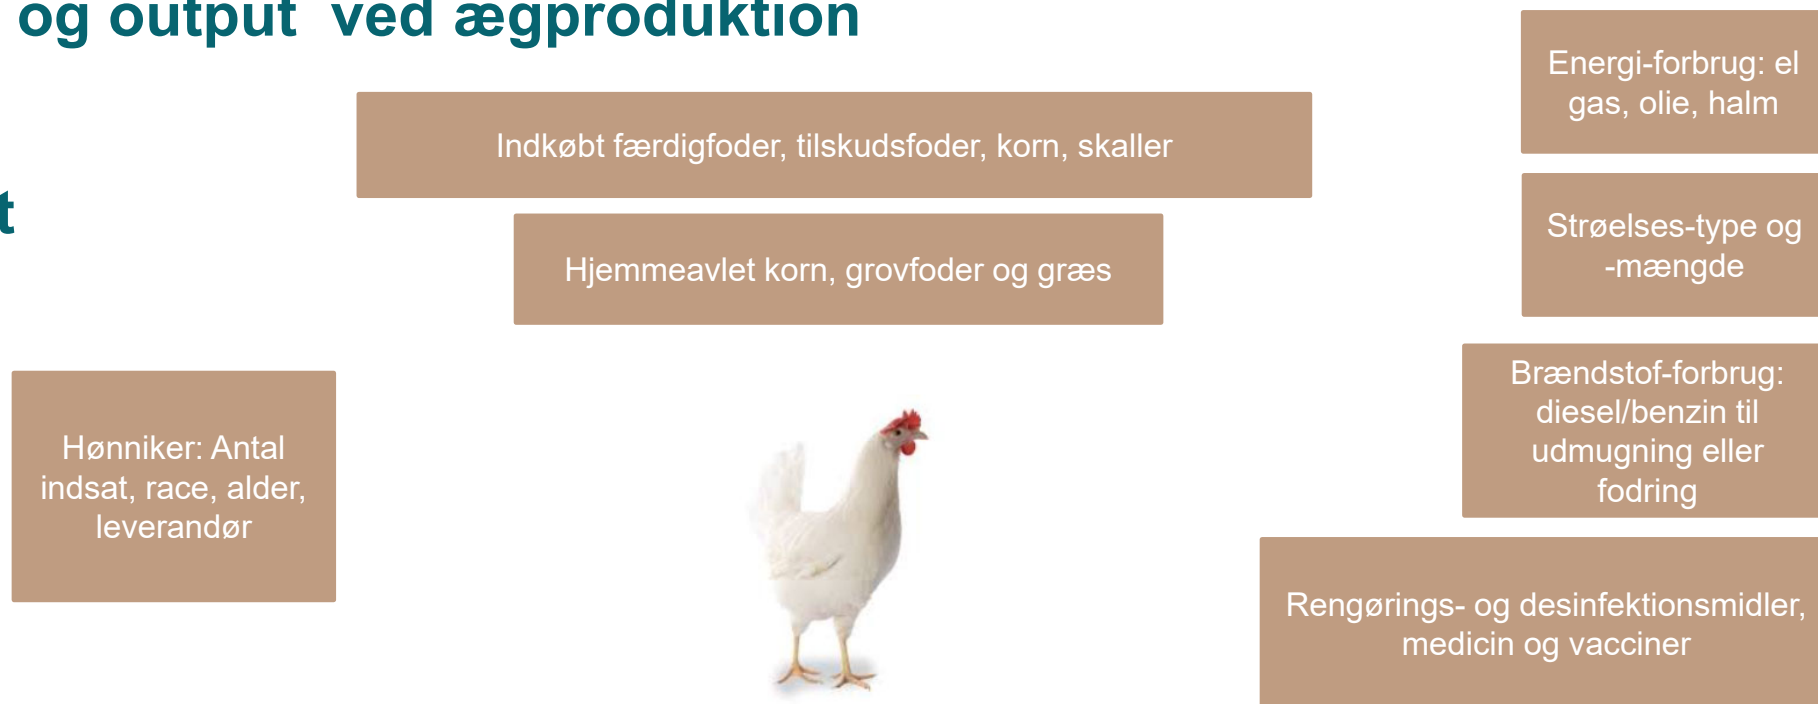 og output ved ægproduktion
Energi-forbrug: el
gas, olie, halm
Indkøbt færdigfoder, tilskudsfoder, korn, skaller
t
Strøelses-type og
-mængde
Hjemmeavlet korn, grovfoder og græs
Brændstof-forbrug:
diesel/benzin til
udmugning eller
fodring
Hønniker: Antal
indsat, race, alder,
leverandør
Rengørings- og desinfektionsmidler,
medicin og vacciner